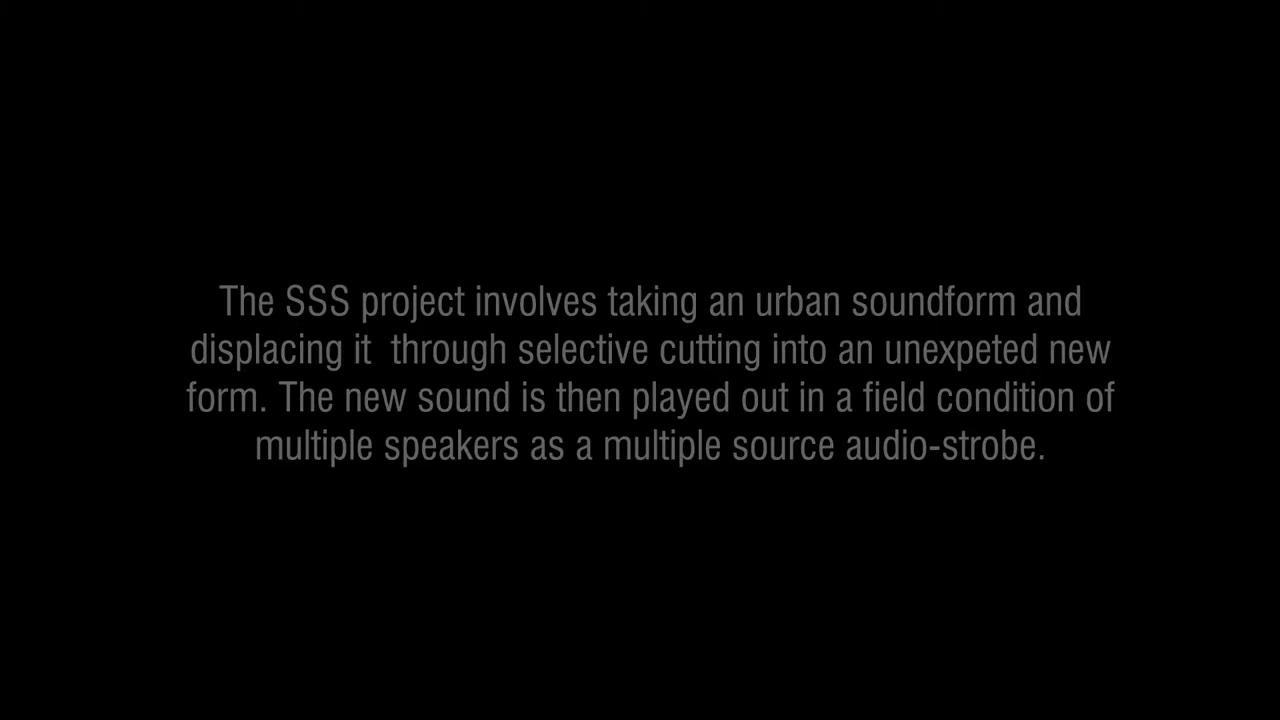 The SSS project involves taking an urban soundform and
displacing it  through selective cutting into an unexpeted new
form. The new sound is then played out in a field condition of
multiple speakers as a multiple source audio-strobe.